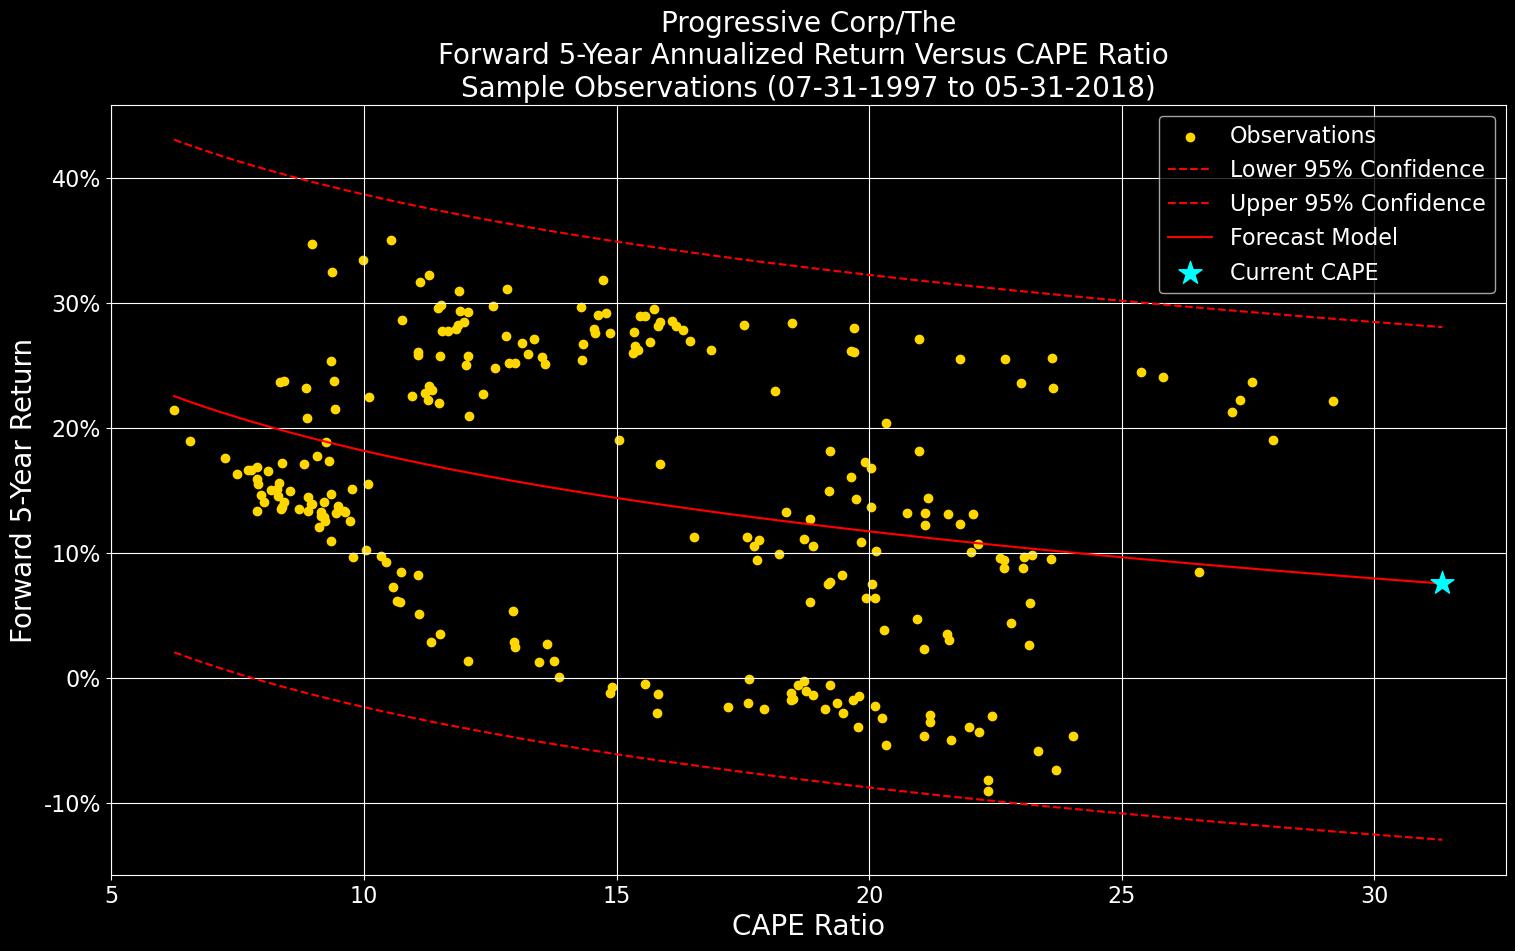 Progressive Corp/The
Forward 5-Year Annualized Return Versus CAPE Ratio
Sample Observations (07-31-1997 to 05-31-2018)
Observations
Lower 95% Confidence
Upper 95% Confidence
Forecast Model
Current CAPE
Forward 5-Year Return
40%
30%
20%
10%
0%
-10%
5 10 15 20 25 30
CAPE Ratio